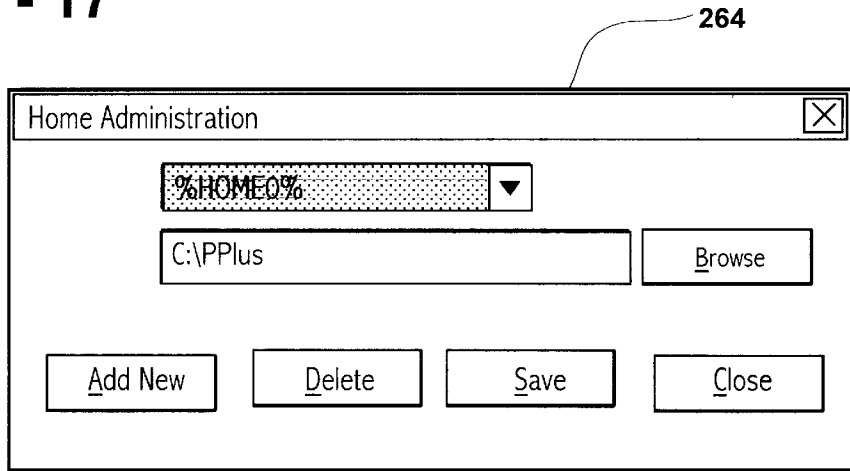 - 17
264
Home Administration
%HOME0%
C:\PPlus
Browse
Add New
Delete
Save
Close